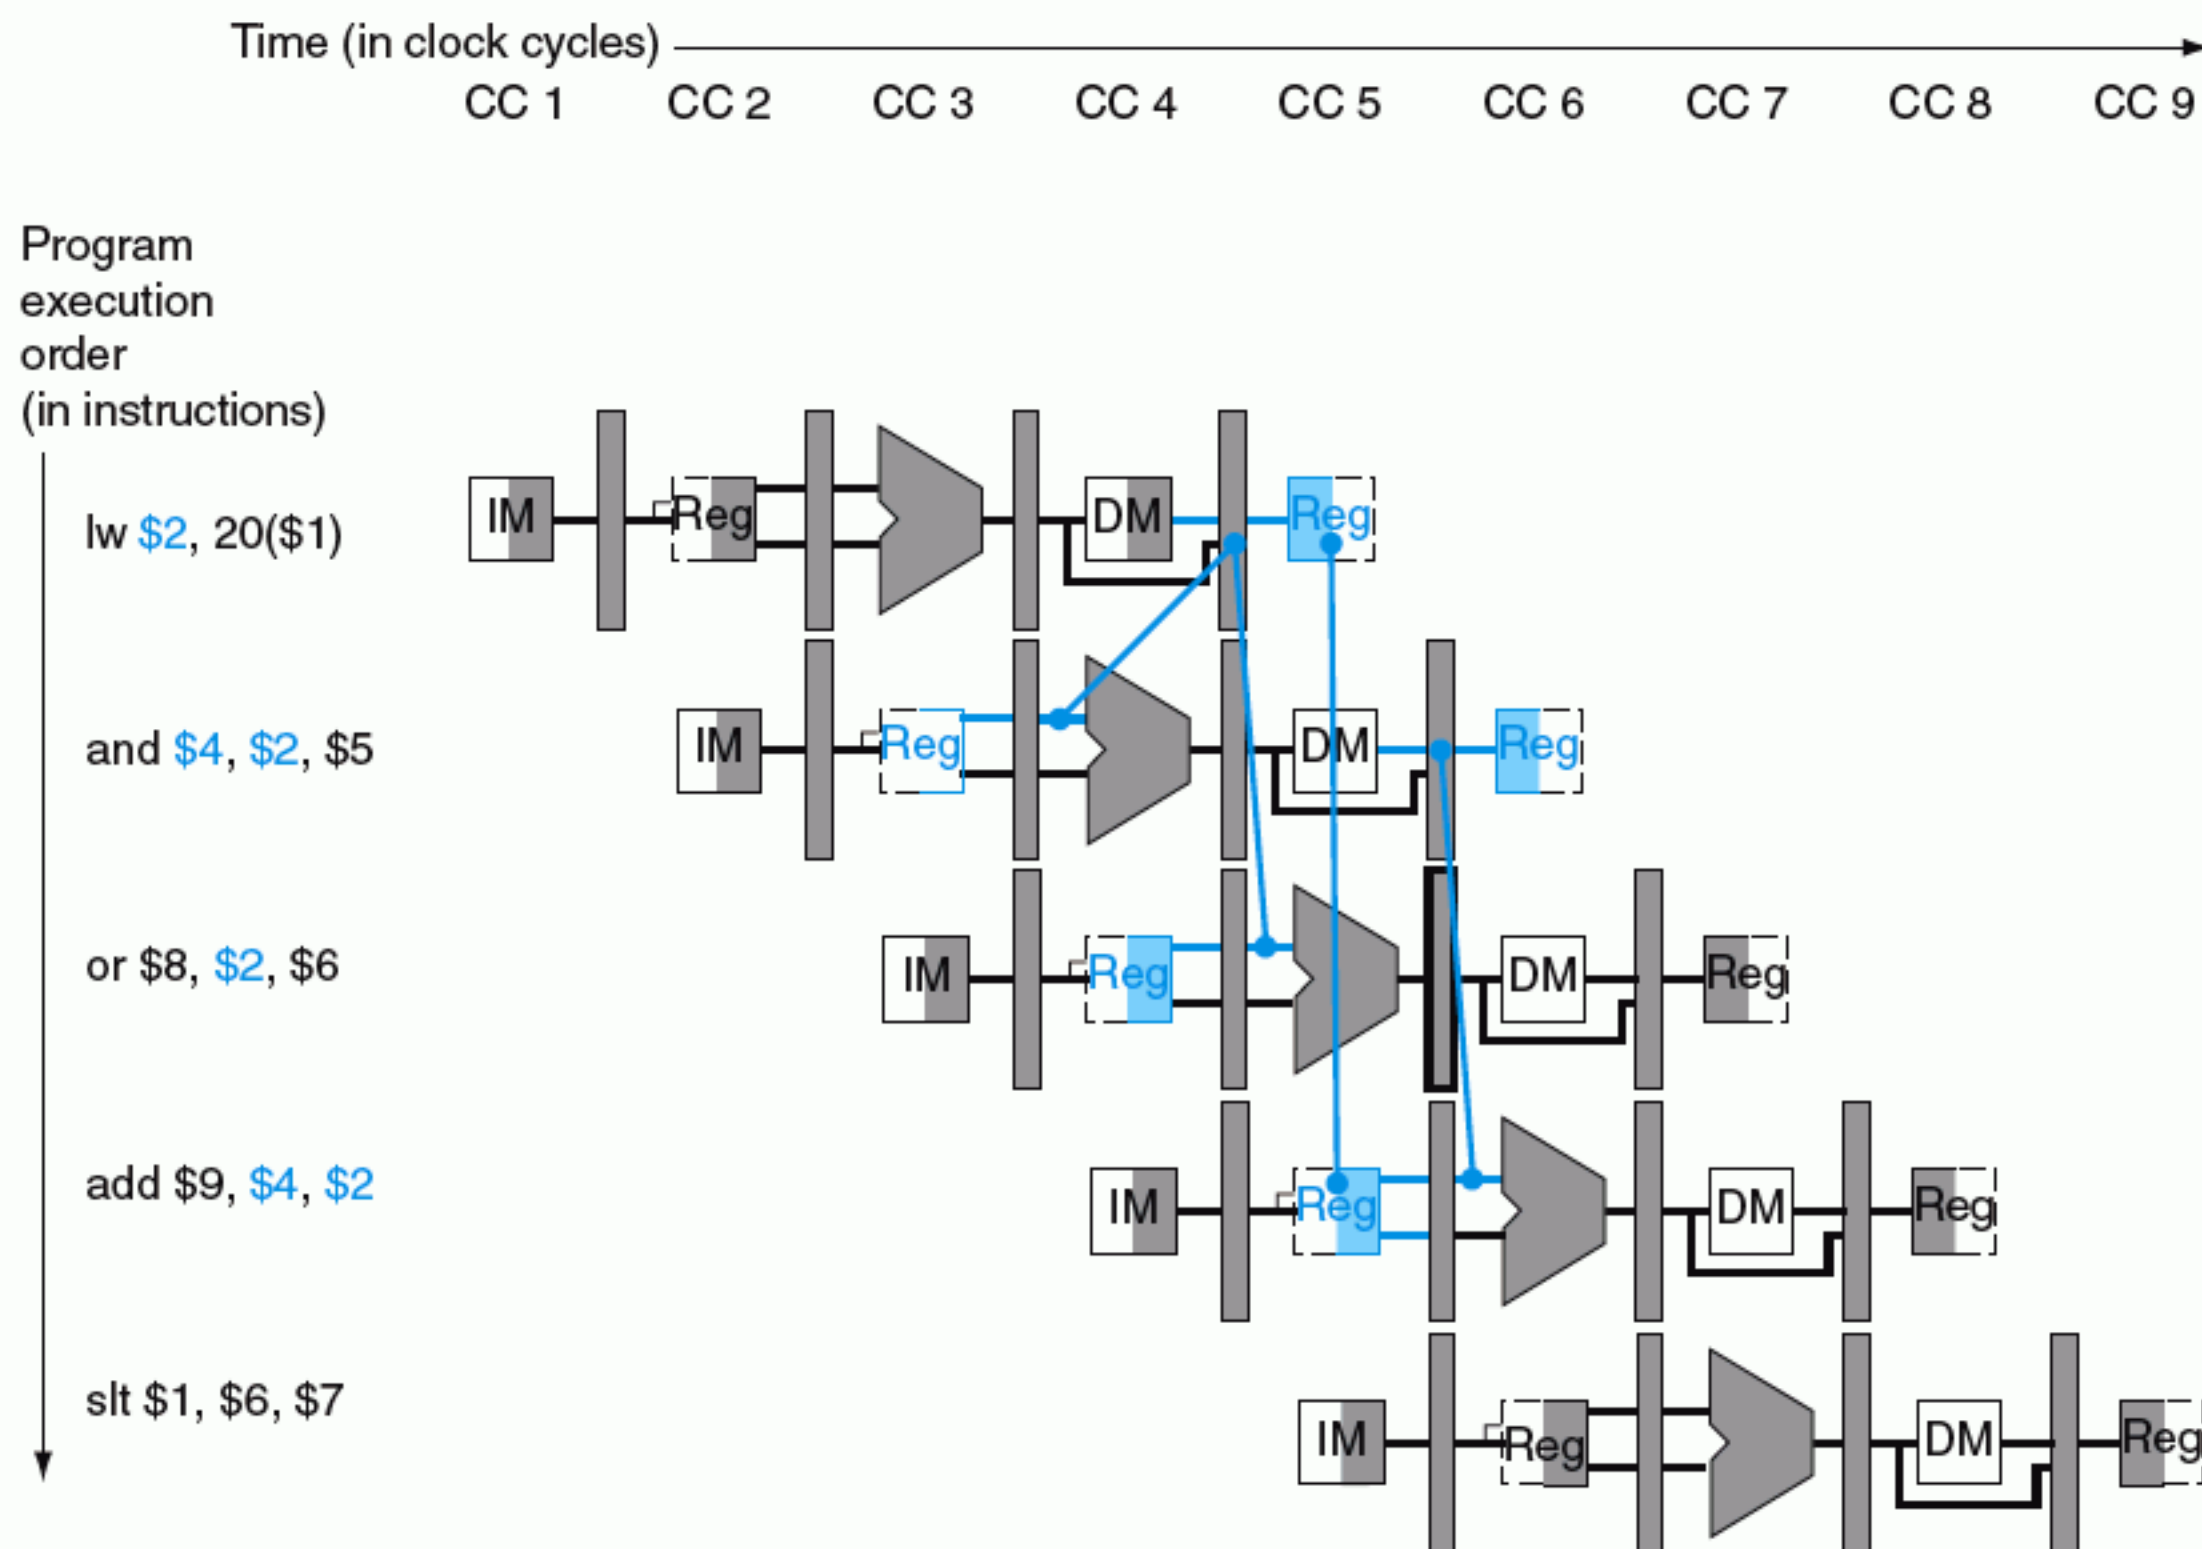 Time (in clock cycles)
CC 1 CC 2 CC 3 CC 4 CC 5 CC 6 CC 7 CC 8 CC 9
Program
execution
order
(in instructions)
lw $2, 20($1)
IM Reg DM Reg
and $4, $2, $5
IM Reg DM Reg
or $8, $2, $6
IM Reg DM Reg
add $9, $4, $2
IM Reg DM Reg
slt $1, $6, $7
IM Reg DM Reg